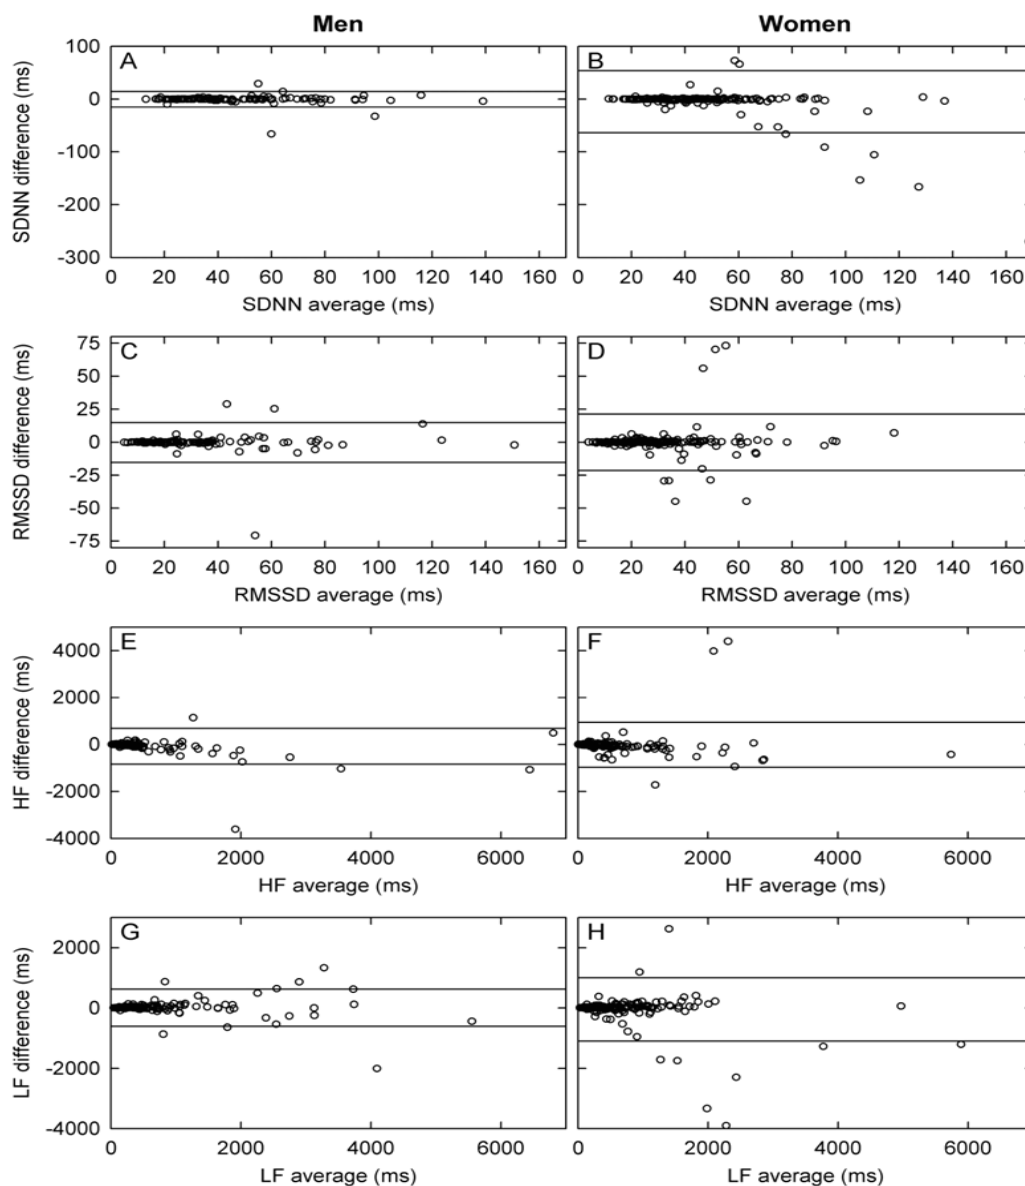 Men Women
A B
100
0
-100
-200
-300
SDNN difference (ms)
0 20 40 60 80 100 120 140 160 0 20 40 60 80 100 120 140 160
SDNN average (ms) SDNN average (ms)
C D
75
50
25
0
-25
-50
-75
RMSSD difference (ms)
0 20 40 60 80 100 120 140 160 0 20 40 60 80 100 120 140 160
RMSSD average (ms) RMSSD average (ms)
E F
4000
2000
0
-2000
-4000
HF difference (ms)
0 2000 4000 6000 0 2000 4000 6000
HF average (ms) HF average (ms)
G H
2000
0
-2000
-4000
LF difference (ms)
0 2000 4000 6000 0 2000 4000 6000
LF average (ms) LF average (ms)